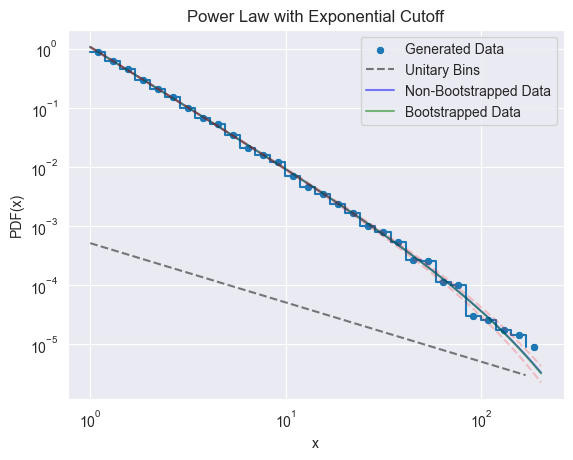 Power Law with Exponential Cutoff
Generated Data
Unitary Bins
Non-Bootstrapped Data
Bootstrapped Data
PDF(x)
10⁰
10⁻¹
10⁻²
10⁻³
10⁻⁴
10⁻⁵
10⁰
10¹
10²
x